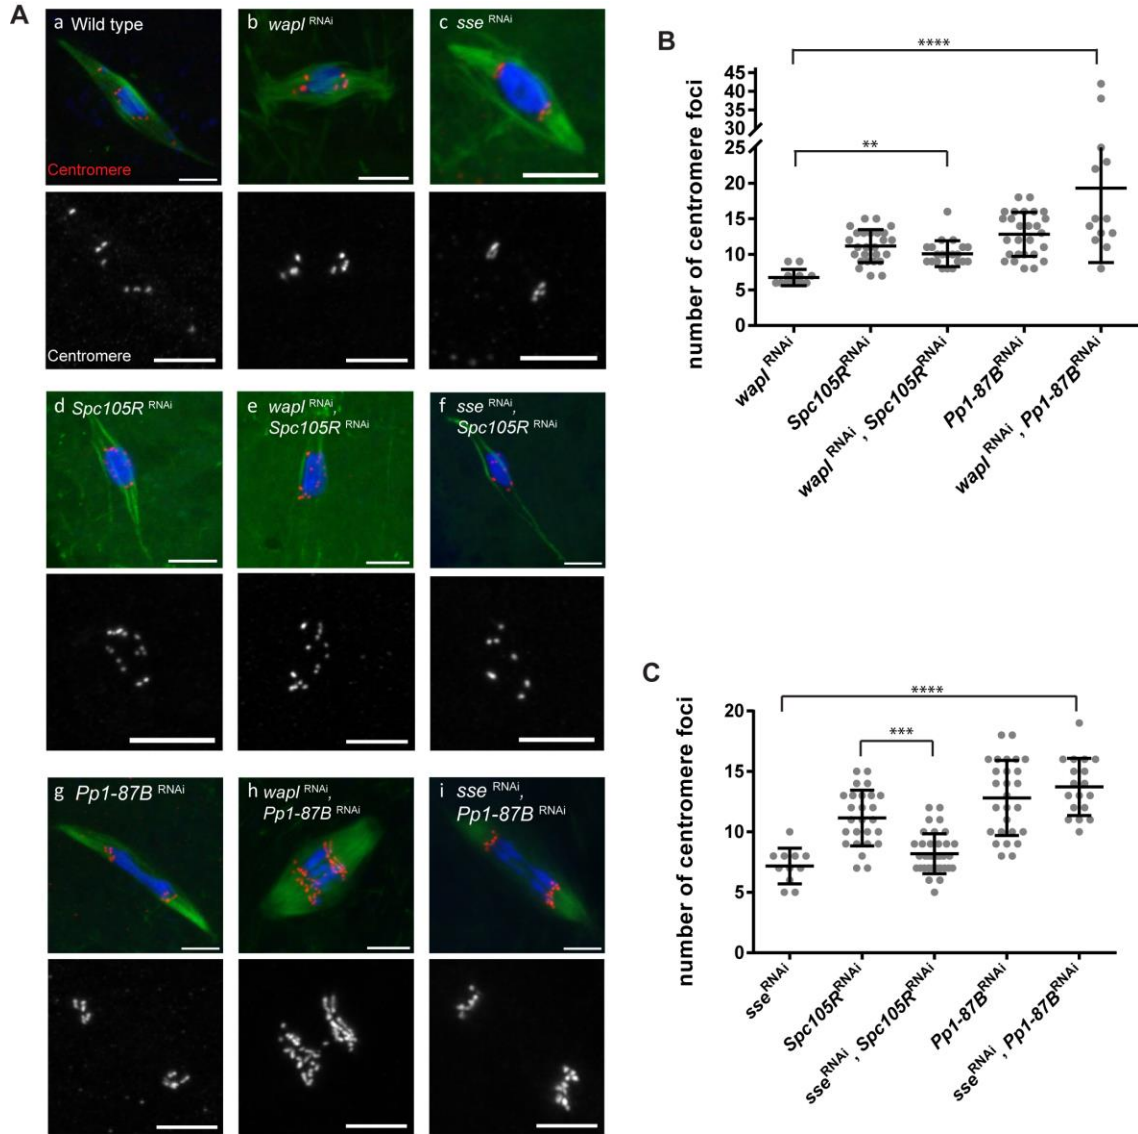 A
a Wild type
Centromere
Centromere
b wapl RNAi
c sse RNAi
d Spc105R RNAi
e wapl RNAi,
Spc105R RNAi
f sse RNAi,
Spc105R RNAi
g Pp1-87B RNAi
h wapl RNAi,
Pp1-87B RNAi
i sse RNAi,
Pp1-87B RNAi
B
number of centromere foci
45
40
35
30
25
20
15
10
5
0
****
**
wapl RNAi
Spc105R RNAi
wapl RNAi, Spc105R RNAi
Pp1-87B RNAi
wapl RNAi, Pp1-87B RNAi
C
number of centromere foci
20
15
10
5
0
****
***
sse RNAi
Spc105R RNAi
sse RNAi, Spc105R RNAi
Pp1-87B RNAi
sse RNAi, Pp1-87B RNAi